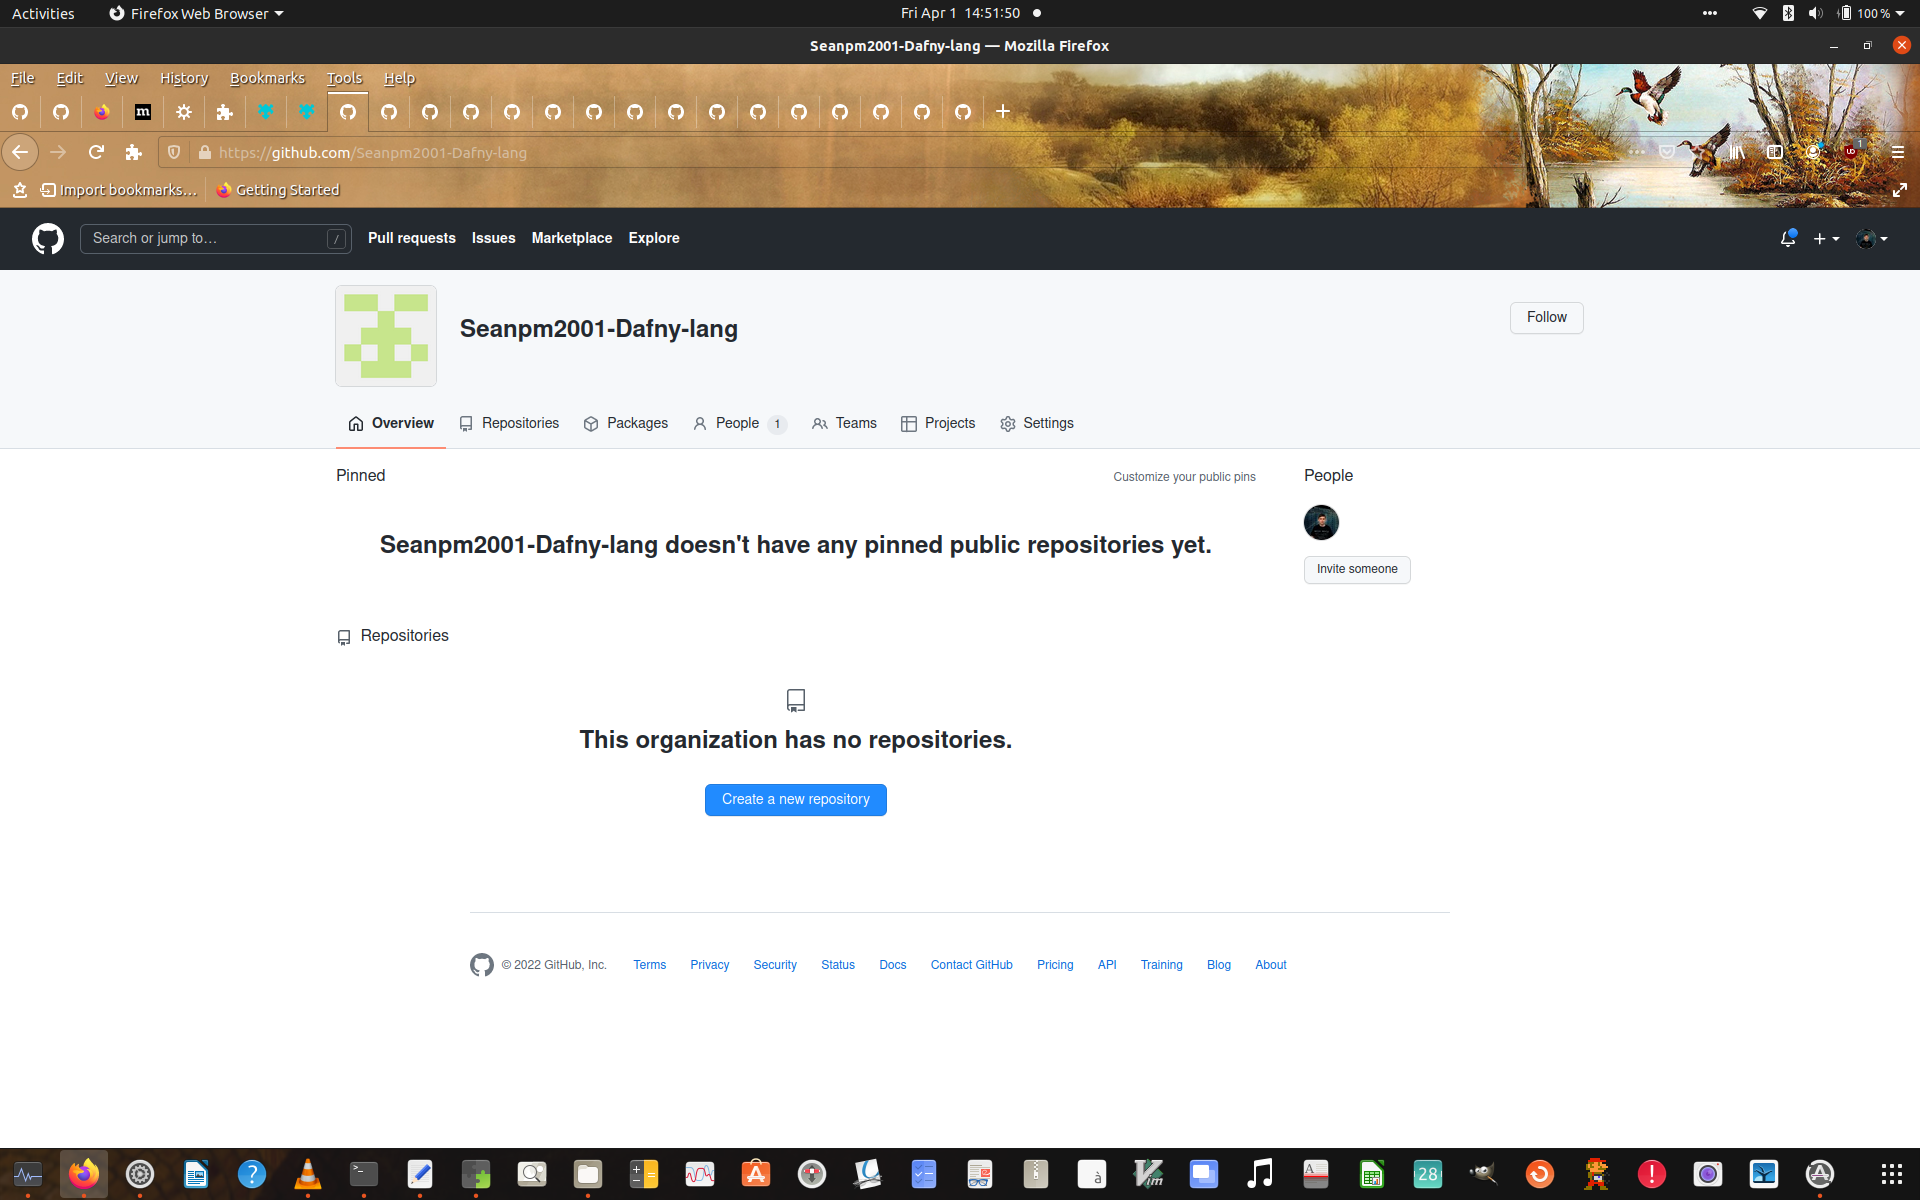 Activities Firefox Web Browser Fri Apr 1 14:51:50 100 %
Seanpm2001-Dafny-lang — Mozilla Firefox
File Edit View History Bookmarks Tools Help
m
https://github.com/Seanpm2001-Dafny-lang 1
Import bookmarks... Getting Started
Search or jump to... / Pull requests Issues Marketplace Explore
Seanpm2001-Dafny-lang Follow
Overview Repositories Packages People 1 Teams Projects Settings
Pinned Customize your public pins People
Seanpm2001-Dafny-lang doesn't have any pinned public repositories yet.
Invite someone
Repositories
This organization has no repositories.
Create a new repository
© 2022 GitHub, Inc. Terms Privacy Security Status Docs Contact GitHub Pricing API Training Blog About
? >_ à Vim A 28 !